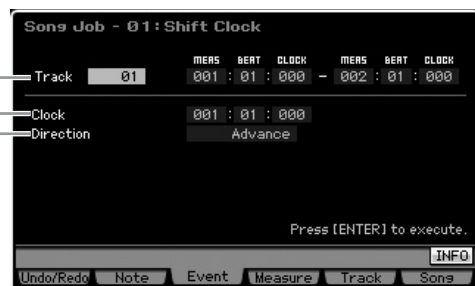 Song Job - 01:Shift Clock
MEAS BEAT CLOCK MEAS BEAT CLOCK
Track 01 001 : 01 : 000 - 002 : 01 : 000
Clock 001 : 01 : 000
Direction Advance
Press [ENTER] to execute.
INFO
Undo/Redo Note Event Measure Track Song